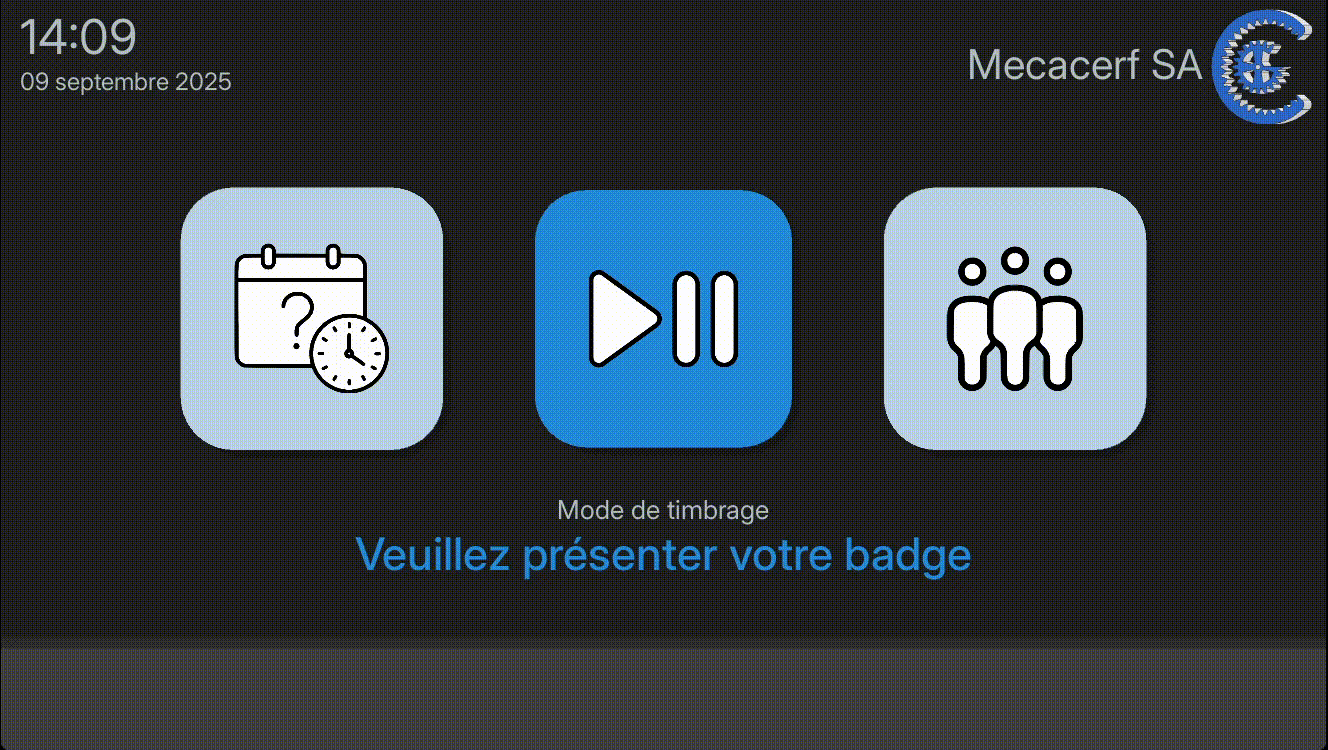 14:09
09 septembre 2025
Mecacerf SA
?
Mode de timbrage
Veuillez présenter votre badge